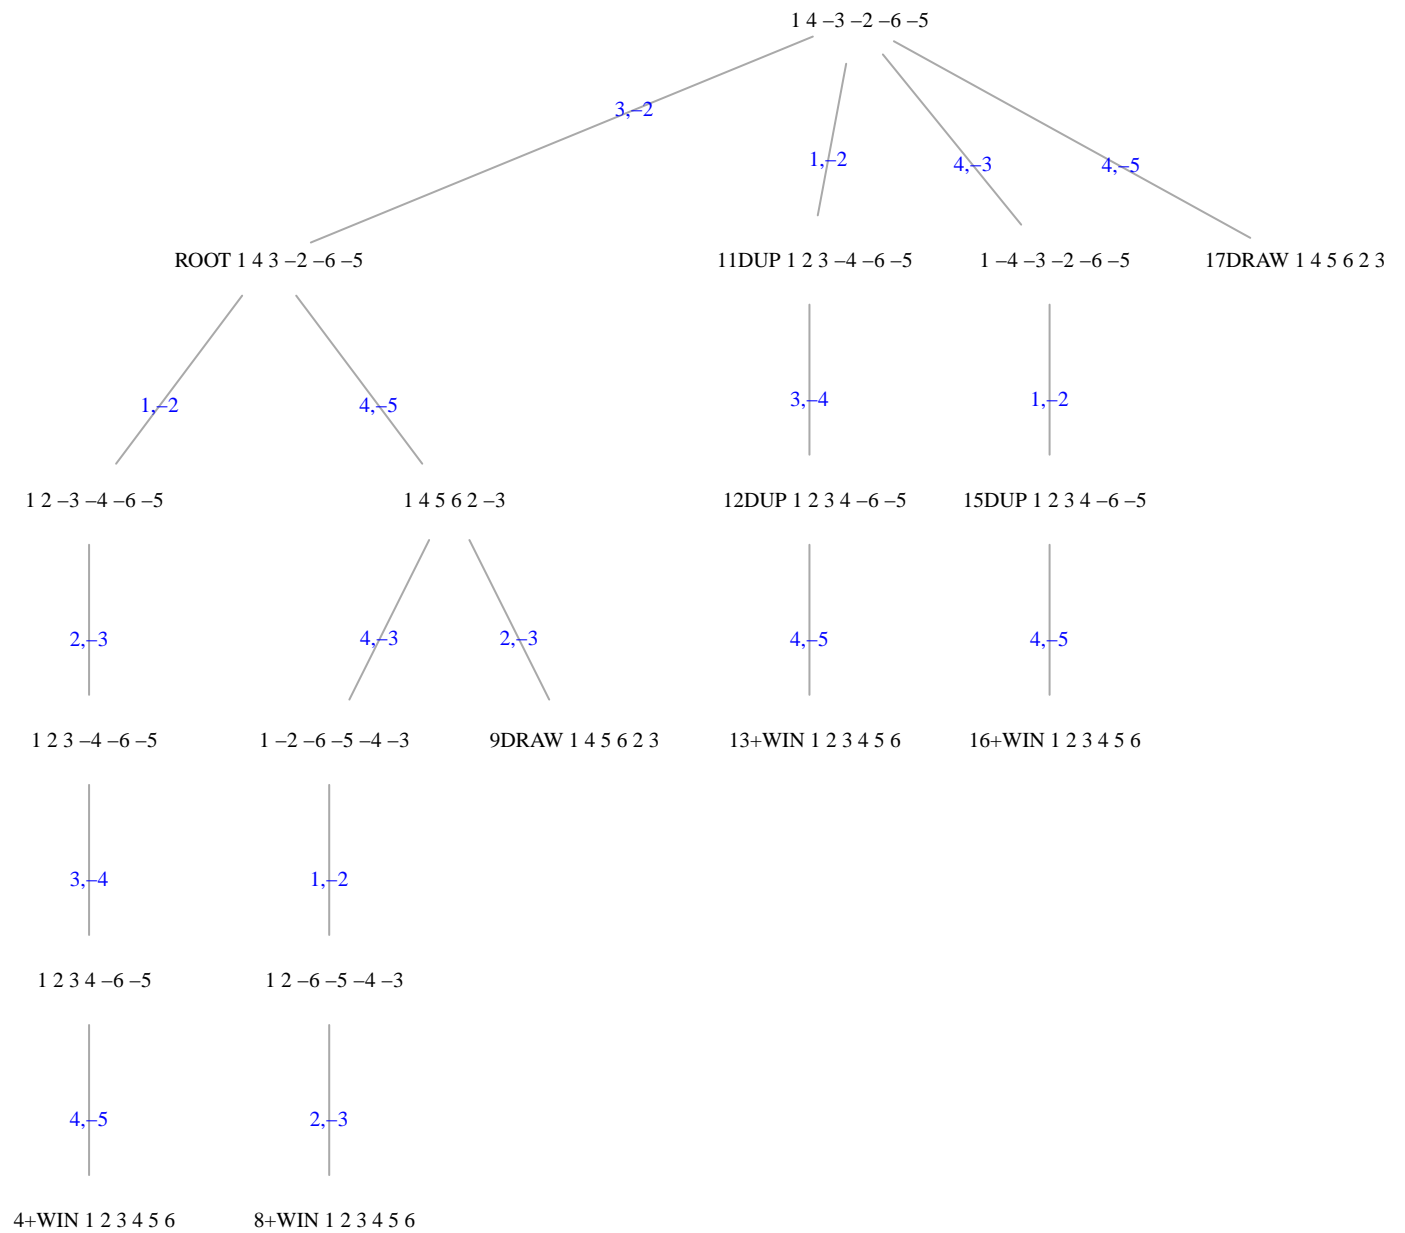 1 4 –3 –2 –6 –5
3,–2
1,–2
4,–3
4,–5
ROOT 1 4 3 –2 –6 –5
11DUP 1 2 3 –4 –6 –5
1 –4 –3 –2 –6 –5
17DRAW 1 4 5 6 2 3
1,–2
4,–5
3,–4
1,–2
1 2 –3 –4 –6 –5
1 4 5 6 2 –3
12DUP 1 2 3 4 –6 –5
15DUP 1 2 3 4 –6 –5
2,–3
4,–3
2,–3
4,–5
4,–5
1 2 3 –4 –6 –5
1 –2 –6 –5 –4 –3
9DRAW 1 4 5 6 2 3
13+WIN 1 2 3 4 5 6
16+WIN 1 2 3 4 5 6
3,–4
1,–2
1 2 3 4 –6 –5
1 2 –6 –5 –4 –3
4,–5
2,–3
4+WIN 1 2 3 4 5 6
8+WIN 1 2 3 4 5 6